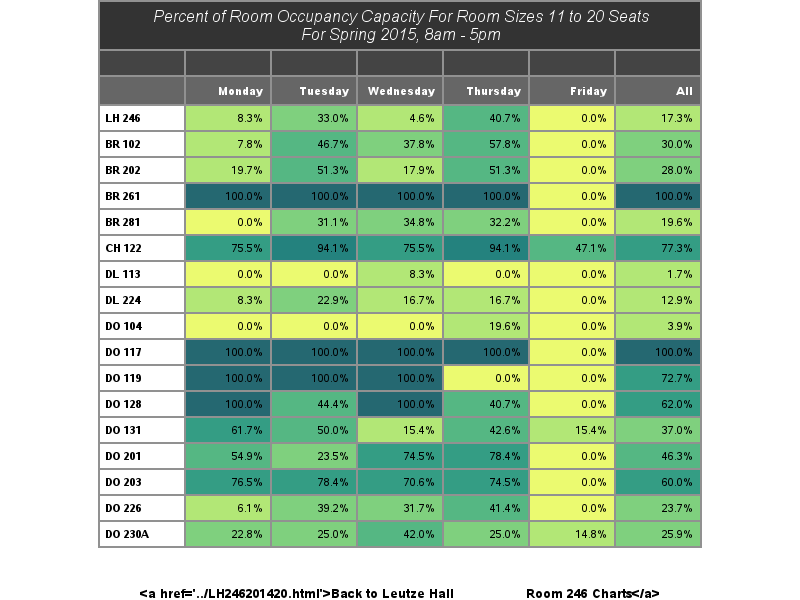 Percent of Room Occupancy Capacity For Room Sizes 11 to 20 Seats
For Spring 2015, 8am - 5pm
Monday Tuesday Wednesday Thursday Friday All
LH 246 8.3% 33.0% 4.6% 40.7% 0.0% 17.3%
BR 102 7.8% 46.7% 37.8% 57.8% 0.0% 30.0%
BR 202 19.7% 51.3% 17.9% 51.3% 0.0% 28.0%
BR 261 100.0% 100.0% 100.0% 100.0% 0.0% 100.0%
BR 281 0.0% 31.1% 34.8% 32.2% 0.0% 19.6%
CH 122 75.5% 94.1% 75.5% 94.1% 47.1% 77.3%
DL 113 0.0% 0.0% 8.3% 0.0% 0.0% 1.7%
DL 224 8.3% 22.9% 16.7% 16.7% 0.0% 12.9%
DO 104 0.0% 0.0% 0.0% 19.6% 0.0% 3.9%
DO 117 100.0% 100.0% 100.0% 100.0% 0.0% 100.0%
DO 119 100.0% 100.0% 100.0% 0.0% 0.0% 72.7%
DO 128 100.0% 44.4% 100.0% 40.7% 0.0% 62.0%
DO 131 61.7% 50.0% 15.4% 42.6% 15.4% 37.0%
DO 201 54.9% 23.5% 74.5% 78.4% 0.0% 46.3%
DO 203 76.5% 78.4% 70.6% 74.5% 0.0% 60.0%
DO 226 6.1% 39.2% 31.7% 41.4% 0.0% 23.7%
DO 230A 22.8% 25.0% 42.0% 25.0% 14.8% 25.9%
<a href='../LH246201420.html'>Back to Leutze Hall Room 246 Charts</a>